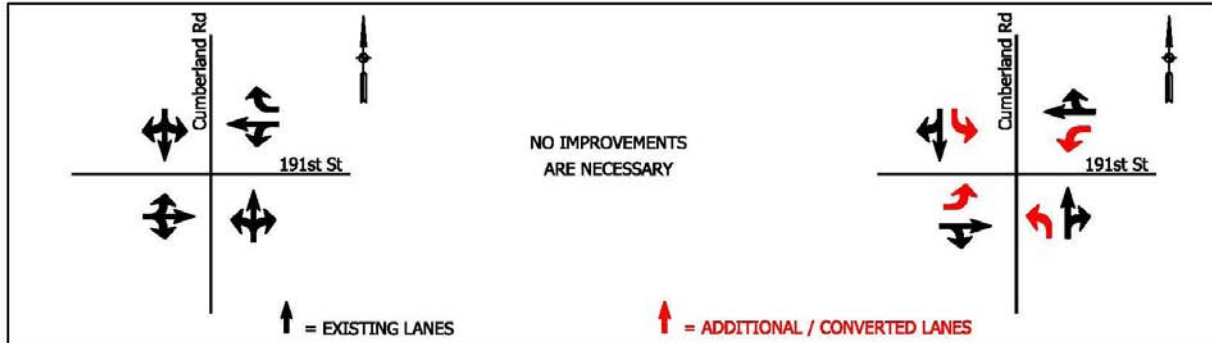 Cumberland Rd
191st St
NO IMPROVEMENTS
ARE NECESSARY
Cumberland Rd
191st St
= EXISTING LANES
= ADDITIONAL / CONVERTED LANES